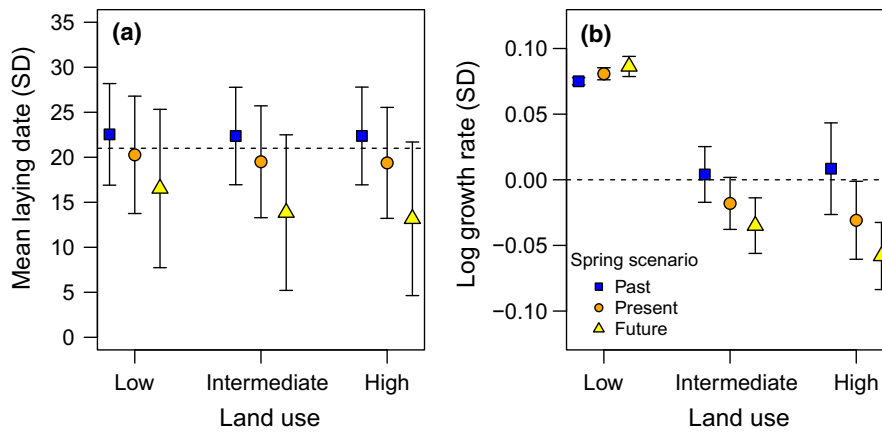 (a)
Mean laying date (SD)
35
30
25
20
15
10
5
0
Low Intermediate High
Land use
(b)
Log growth rate (SD)
0.10
0.05
0.00
−0.05
−0.10
Spring scenario
Past
Present
Future
Low Intermediate High
Land use